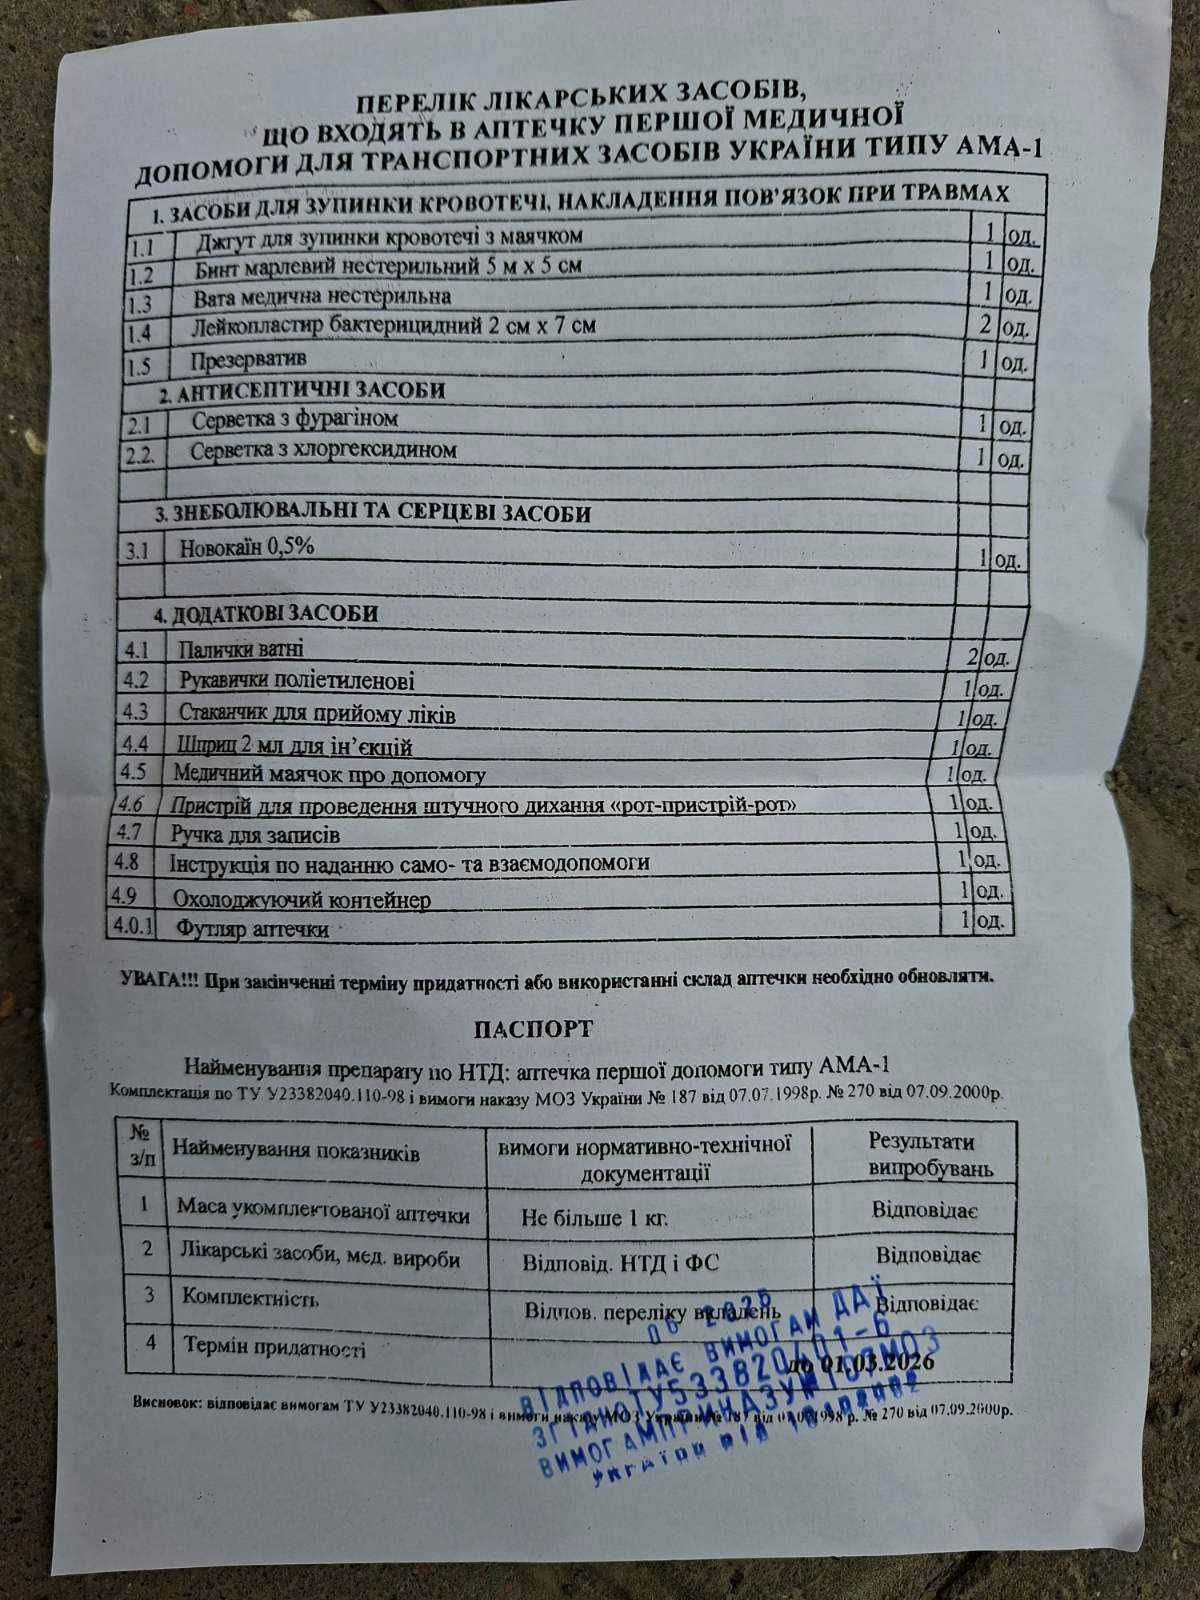 ПЕРЕЛІК ЛІКАРСЬКИХ ЗАСОБІВ,
ЩО ВХОДЯТЬ В АПТЕЧКУ ПЕРШОЇ МЕДИЧНОЇ
ДОПОМОГИ ДЛЯ ТРАНСПОРТНИХ ЗАСОБІВ УКРАЇНИ ТИПУ АМА-1
1. ЗАСОБИ ДЛЯ ЗУПИНКИ КРОВОТЕЧІ, НАКЛАДЕННЯ ПОВ'ЯЗОК ПРИ ТРАВМАХ
1.1 Джгут для зупинки кровотечі з маячком 1 од.
1.2 Бинт марлевий нестерильний 5 м х 5 см 1 од.
1.3 Вата медична нестерильна 1 од.
1.4 Лейкопластир бактерицидний 2 см х 7 см 2 од.
1.5 Презерватив 1 од.
2. АНТИСЕПТИЧНІ ЗАСОБИ
2.1 Серветка з фурагіном 1 од.
2.2. Серветка з хлоргексидином 1 од.
3. ЗНЕБОЛЮВАЛЬНІ ТА СЕРЦЕВІ ЗАСОБИ
3.1 Новокаїн 0,5% 1 од.
4. ДОДАТКОВІ ЗАСОБИ
4.1 Палички ватні 2 од.
4.2 Рукавички поліетиленові 1 од.
4.3 Стаканчик для прийому ліків 1 од.
4.4 Шприц 2 мл для ін'єкцій 1 од.
4.5 Медичний маячок про допомогу 1 од.
4.6 Пристрій для проведення штучного дихання «рот-пристрій-рот» 1 од.
4.7 Ручка для записів 1 од.
4.8 Інструкція по наданню само- та взаємодопомоги 1 од.
4.9 Охолоджуючий контейнер 1 од.
4.0.1 Футляр аптечки 1 од.
УВАГА!!! При закінченні терміну придатності або використанні склад аптечки необхідно обновляти.
ПАСПОРТ
Найменування препарату по НТД: аптечка першої допомоги типу АМА-1
Комплектація по ТУ У23382040.110-98 і вимоги наказу МОЗ України № 187 від 07.07.1998р. № 270 від 07.09.2000р.
№ з/п Найменування показників вимоги нормативно-технічної документації Результати випробувань
1 Маса укомплектованої аптечки Не більше 1 кг. Відповідає
2 Лікарські засоби, мед. вироби Відповід. НТД і ФС Відповідає
3 Комплектність Відпов. переліку вкладень Відповідає
4 Термін придатності до 01.03.2026
Висновок: відповідає вимогам ТУ У23382040.110-98 і вимоги наказу МОЗ України № 187 від 07.07.1998 р. № 270 від 07.09.2000р.
2026
ВІДПОВІДАЄ ВИМОГАМ ДАЇ
ЗГІДНО ТУ
ВИМОГАМ МОЗ
України від